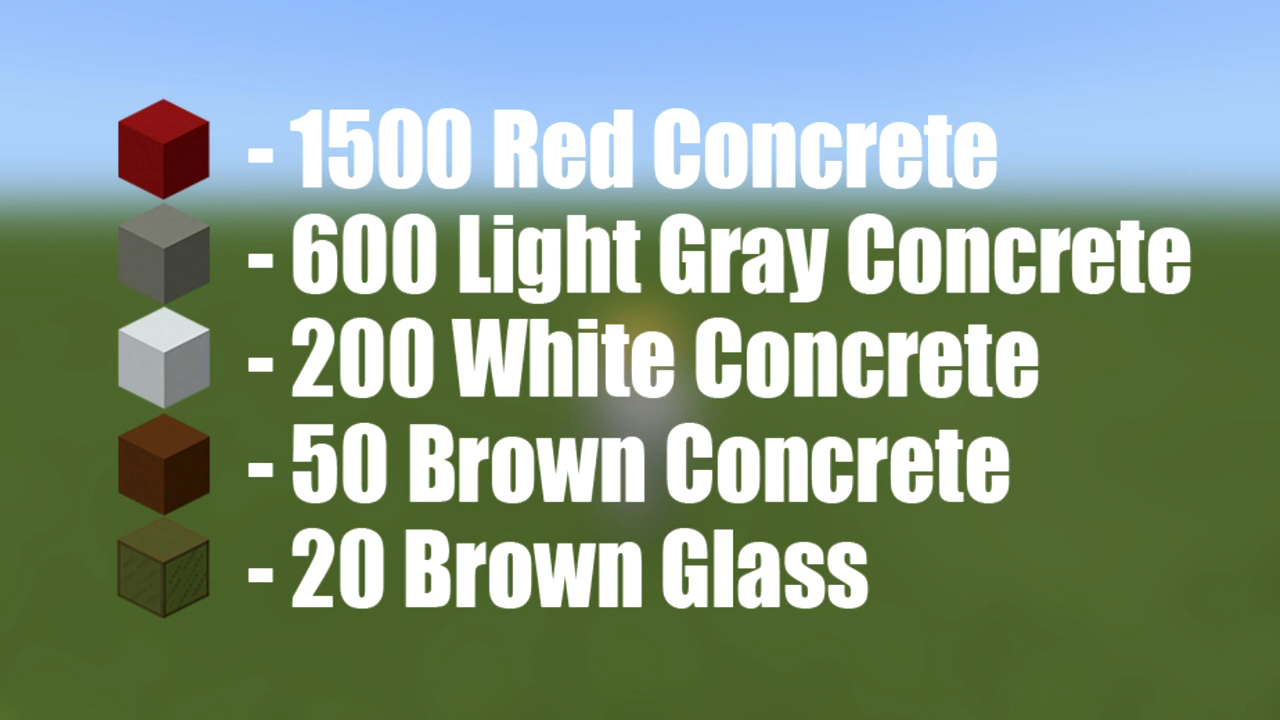 - 1500 Red Concrete
- 600 Light Gray Concrete
- 200 White Concrete
- 50 Brown Concrete
- 20 Brown Glass